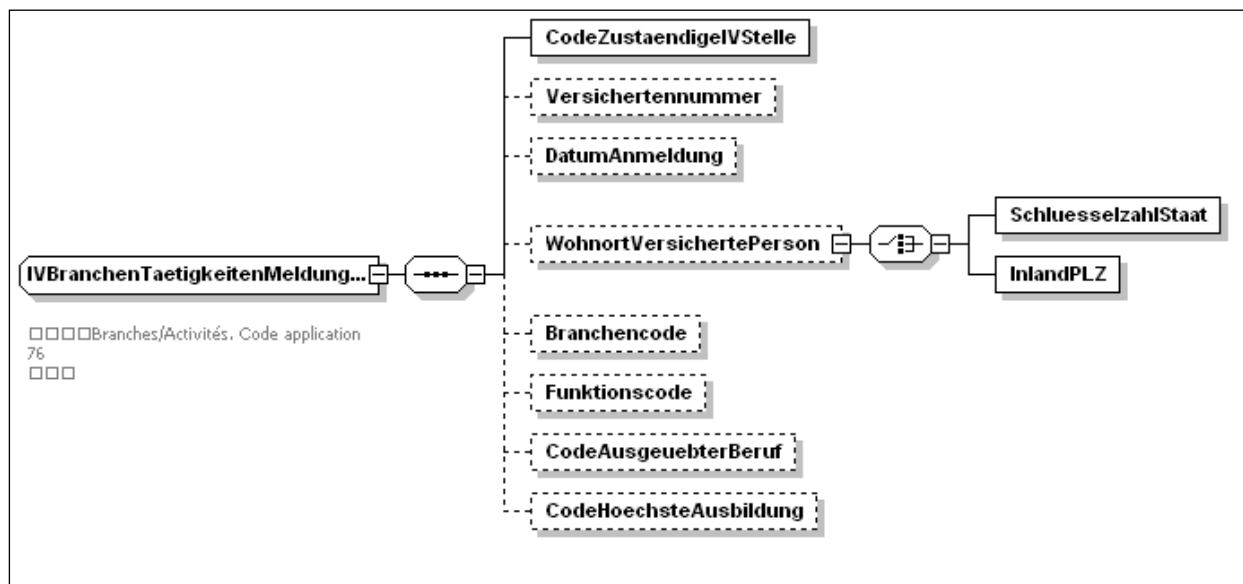 CodeZustaendigeIVStelle
Versichertennummer
DatumAnmeldung
WohnortVersichertePerson
SchluesselzahlStaat
InlandPLZ
IVBranchenTaetigkeitenMeldung...
□□□□Branches/Activités. Code application
76
□□□
Branchencode
Funktionscode
CodeAusgeuebterBeruf
CodeHoechsteAusbildung